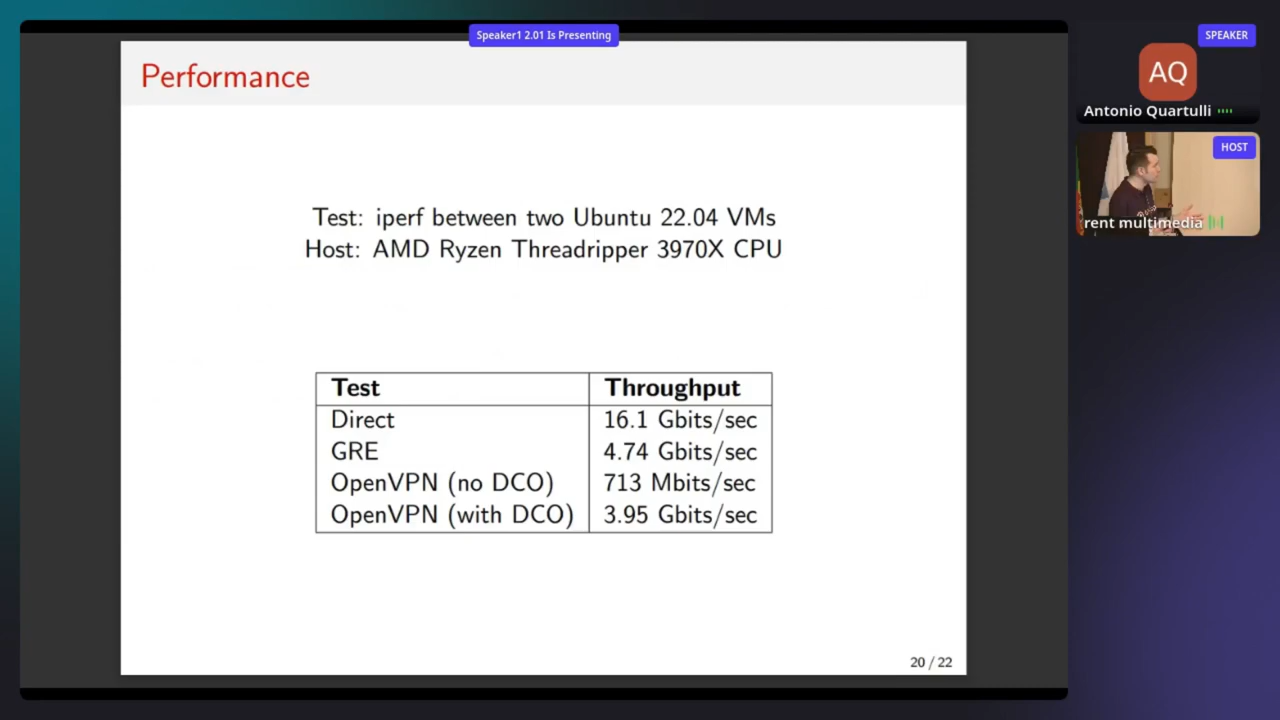 Speaker1 2.01 Is Presenting
Performance
Test: iperf between two Ubuntu 22.04 VMs
Host: AMD Ryzen Threadripper 3970X CPU
Test Throughput
Direct 16.1 Gbits/sec
GRE 4.74 Gbits/sec
OpenVPN (no DCO) 713 Mbits/sec
OpenVPN (with DCO) 3.95 Gbits/sec
20 / 22
SPEAKER
AQ
Antonio Quartulli
HOST
rent multimedia